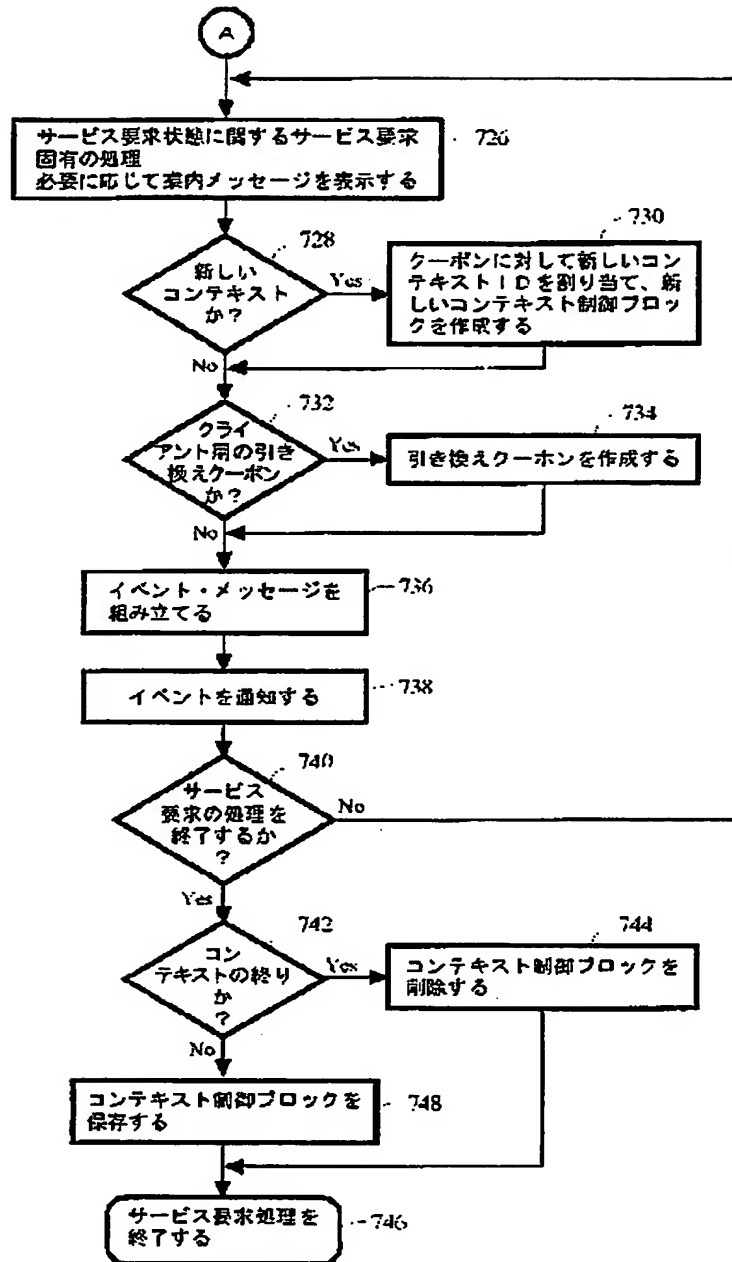 A
サービス要求状態に関するサービス要求
固有の処理
必要に応じて案内メッセージを表示する
726
728
新しい
コンテキスト
か?
Yes
No
730
クーポンに対して新しいコン
テキストIDを割り当て、新
しいコンテキスト制御ブロッ
クを作成する
732
クライ
アント用の引き
換えクーポン
か?
Yes
No
734
引き換えクーポンを作成する
イベント・メッセージを
組み立てる
736
イベントを通知する
738
740
サービス
要求の処理を
終了するか
?
No
Yes
742
コン
テキストの終り
か
?
Yes
No
744
コンテキスト制御ブロックを
削除する
コンテキスト制御ブロックを
保存する
748
サービス要求処理を
終了する
746